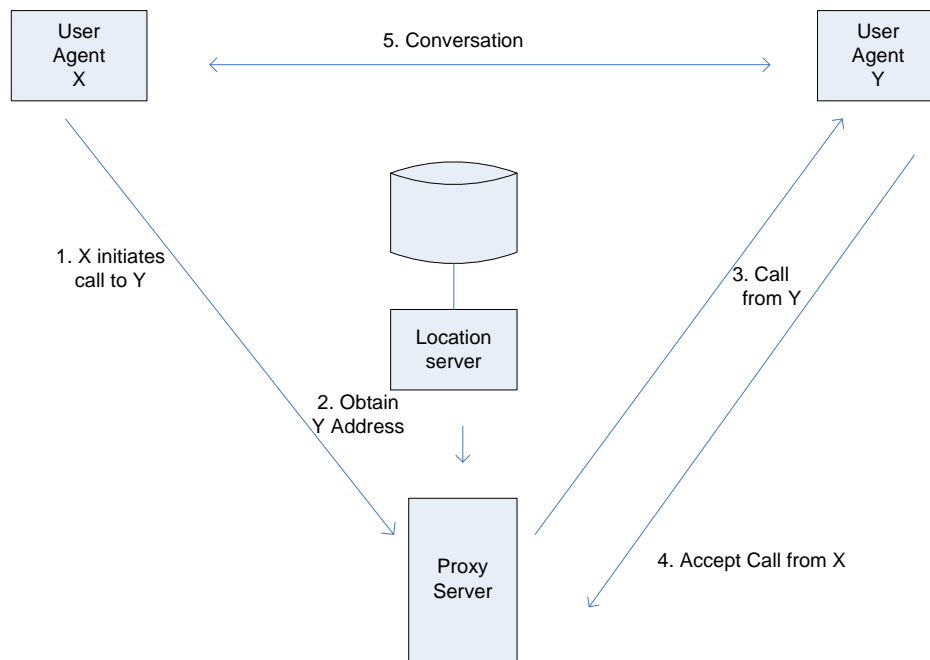 User
Agent
X
5. Conversation
User
Agent
Y
1. X initiates
call to Y
3. Call
from Y
Location
server
2. Obtain
Y Address
Proxy
Server
4. Accept Call from X